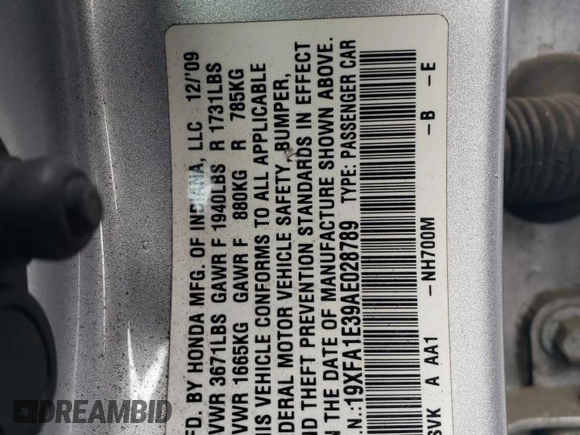 FD. BY HONDA MFG. OF INDIANA, LLC 12/'09
VWR 3671LBS GAWR F 1940LBS R 1731LBS
VWR 1665KG GAWR F 880KG R 785KG
HIS VEHICLE CONFORMS TO ALL APPLICABLE
DERAL MOTOR VEHICLE SAFETY, BUMPER,
ND THEFT PREVENTION STANDARDS IN EFFECT
N THE DATE OF MANUFACTURE SHOWN ABOVE.
.N.:19XFA1E39AE028789 TYPE: PASSENGER CAR
-NH700M -B -E
SVK A AA1
DREAMBID